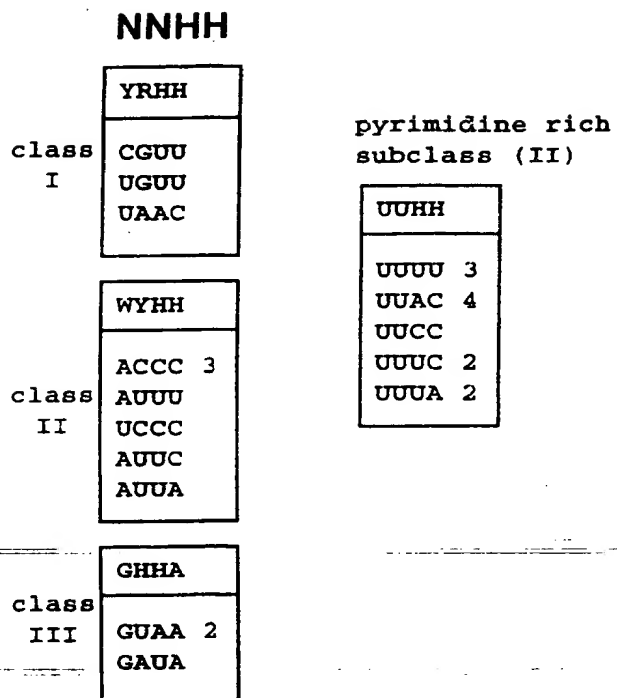 NNHH
YRHH
class
I
CGUU
UGUU
UAAC
WYHH
class
II
ACCC 3
AUUU
UCCC
AUUC
AUUA
GHHA
class
III
GUAA 2
GAUA
pyrimidine rich
subclass (II)
UUHH
UUUU 3
UUAC 4
UUCC
UUUC 2
UUUA 2